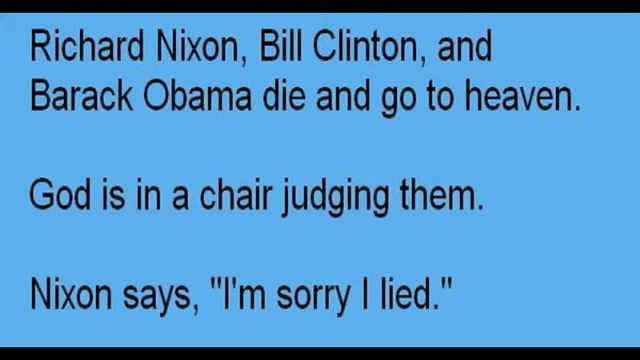 Richard Nixon, Bill Clinton, and
Barack Obama die and go to heaven.
God is in a chair judging them.
Nixon says, "I'm sorry I lied."